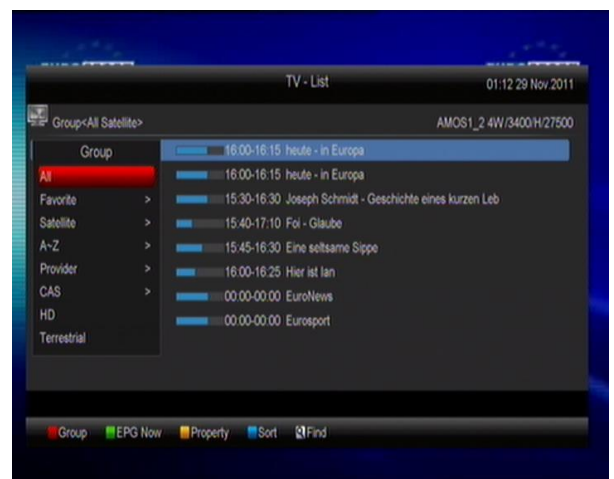 TV - List
01:12 29 Nov.2011
Group<All Satellite>
AMOS1_2 4W/3400/H/27500
Group
All
Favorite >
Satellite >
A~Z >
Provider >
CAS >
HD
Terrestrial
16:00-16:15 heute - in Europa
16:00-16:15 heute - in Europa
15:30-16:30 Joseph Schmidt - Geschichte eines kurzen Leb
15:40-17:10 Foi - Glaube
15:45-16:30 Eine seltsame Sippe
16:00-16:25 Hier ist Ian
00:00-00:00 EuroNews
00:00-00:00 Eurosport
Group EPG Now Property Sort Find